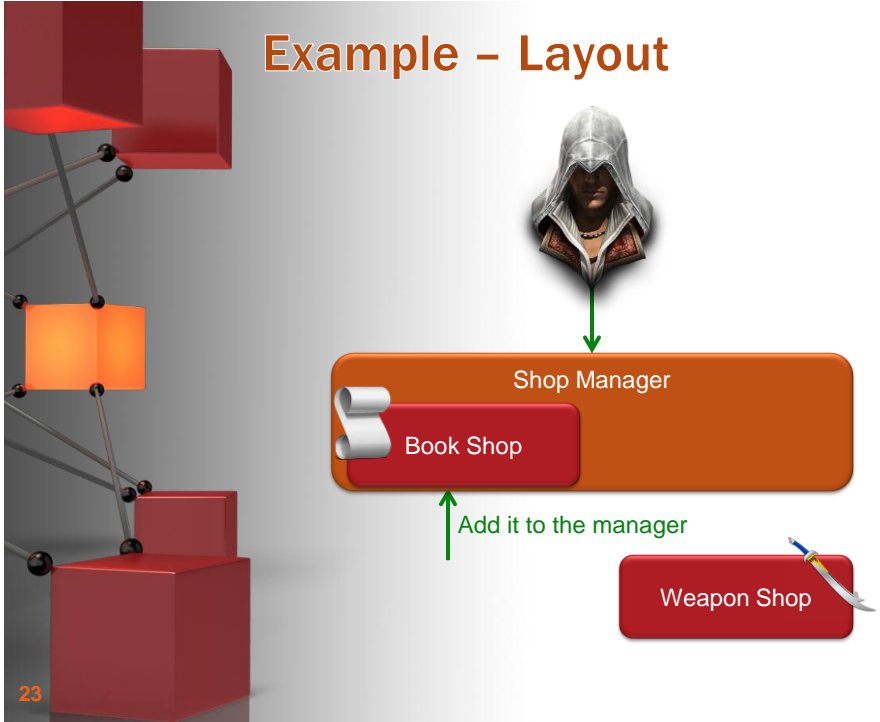 Example – Layout
Shop Manager
Book Shop
Add it to the manager
Weapon Shop
23